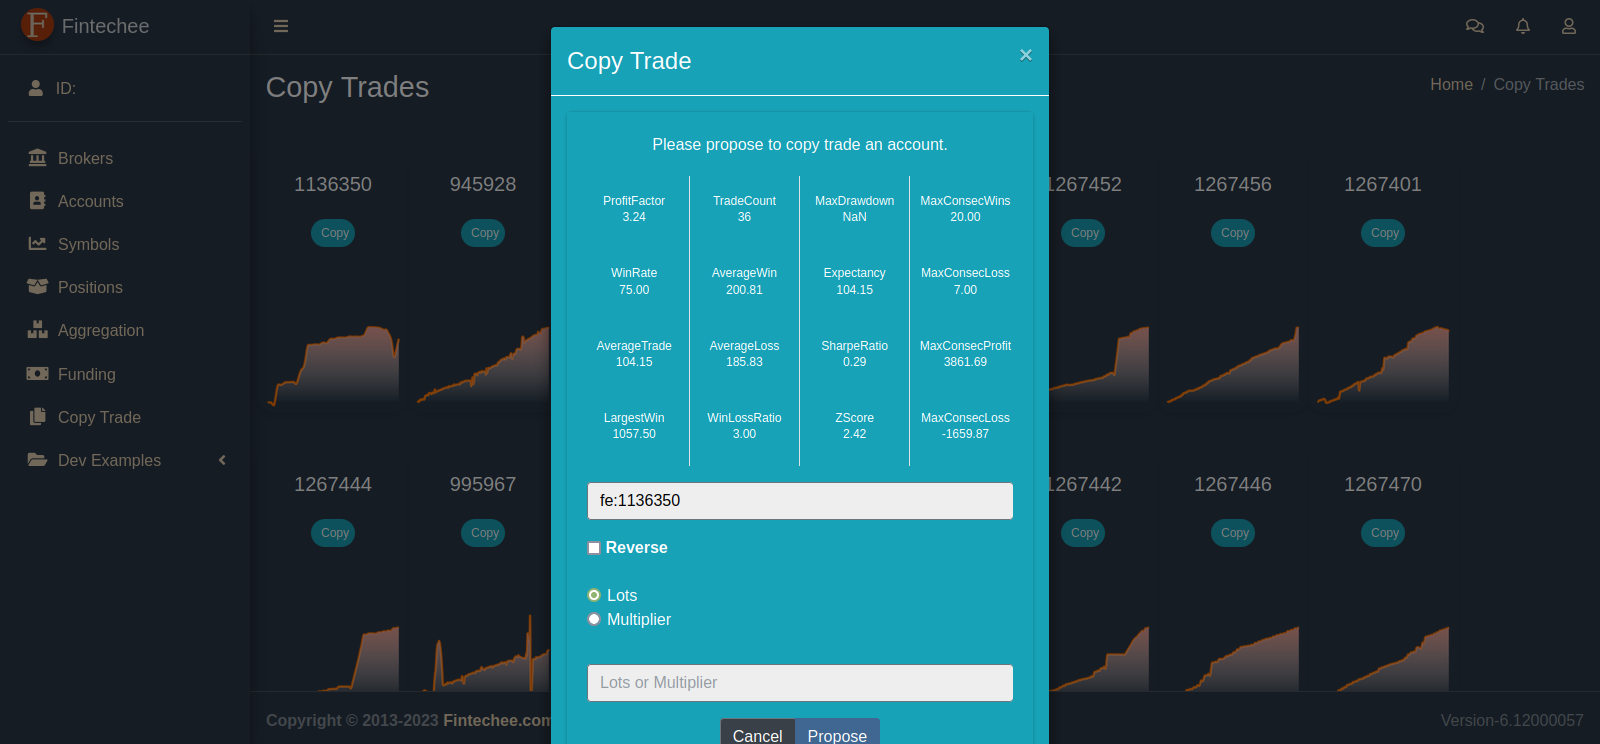 F Fintechee
ID:
Brokers
Accounts
Symbols
Positions
Aggregation
Funding
Copy Trade
Dev Examples
Copy Trades
Home / Copy Trades
1136350
945928
1267452
1267456
1267401
Copy
Copy
Copy
Copy
Copy
1267444
995967
1267442
1267446
1267470
Copy
Copy
Copy
Copy
Copy
Copy Trade
×
Please propose to copy trade an account.
ProfitFactor TradeCount MaxDrawdown MaxConsecWins
3.24 36 NaN 20.00
WinRate AverageWin Expectancy MaxConsecLoss
75.00 200.81 104.15 7.00
AverageTrade AverageLoss SharpeRatio MaxConsecProfit
104.15 185.83 0.29 3861.69
LargestWin WinLossRatio ZScore MaxConsecLoss
1057.50 3.00 2.42 -1659.87
fe:1136350
Reverse
Lots
Multiplier
Lots or Multiplier
Cancel Propose
Copyright © 2013-2023 Fintechee.com
Version-6.12000057